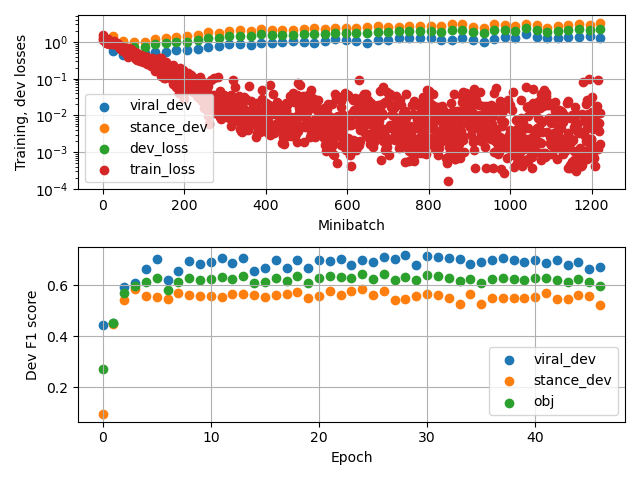 Training, dev losses
10^0
10^-1
10^-2
10^-3
10^-4
viral_dev
stance_dev
dev_loss
train_loss
0 200 400 600 800 1000 1200
Minibatch
Dev F1 score
0.6
0.4
0.2
viral_dev
stance_dev
obj
0 10 20 30 40
Epoch